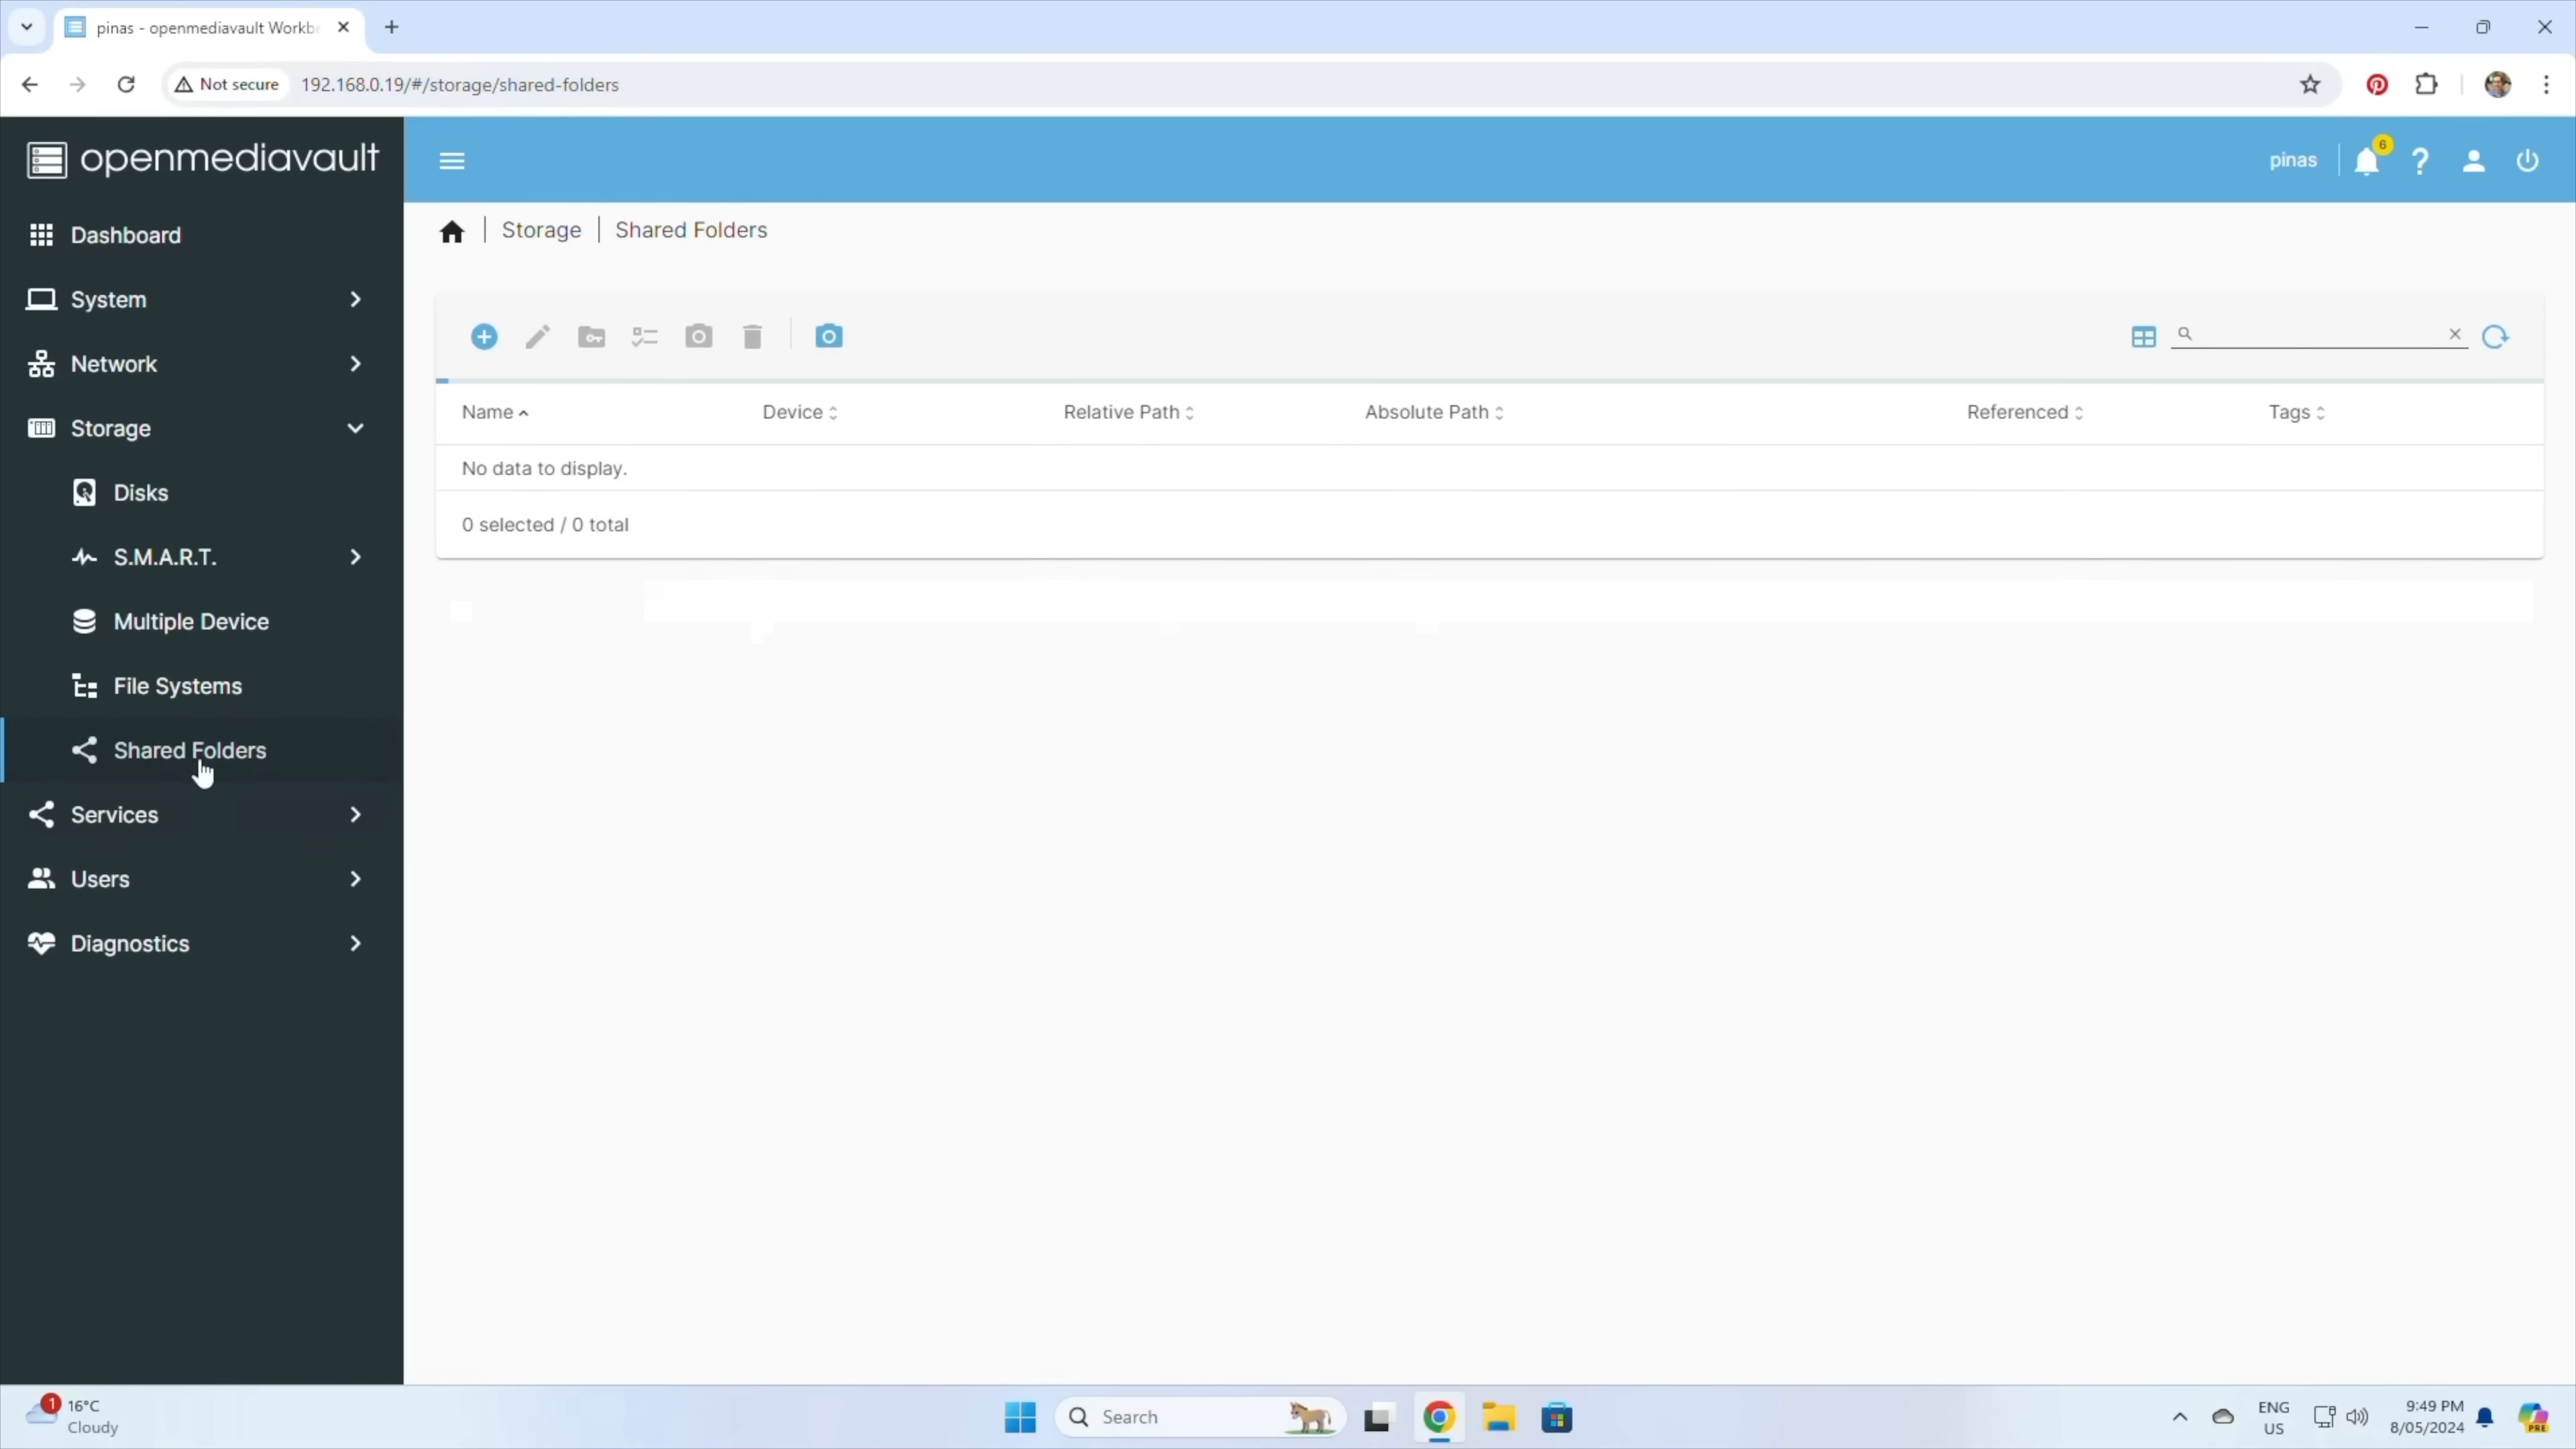 pinas - openmediavault Workb
Not secure
192.168.0.19/#/storage/shared-folders
openmediavault
pinas
6
Storage | Shared Folders
Dashboard
System
Network
Storage
Disks
S.M.A.R.T.
Multiple Device
File Systems
Shared Folders
Services
Users
Diagnostics
Name Device Relative Path Absolute Path Referenced Tags
No data to display.
0 selected / 0 total
1
16°C
Cloudy
Search
ENG
US
9:49 PM
8/05/2024
PRE